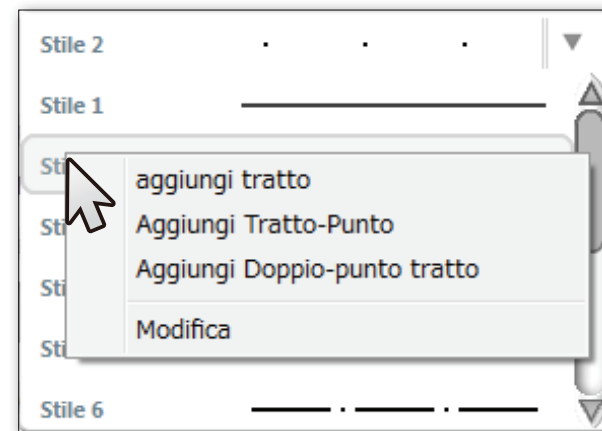 Stile 2
Stile 1
aggiungi tratto
Aggiungi Tratto-Punto
Aggiungi Doppio-punto tratto
Modifica
Stile 6